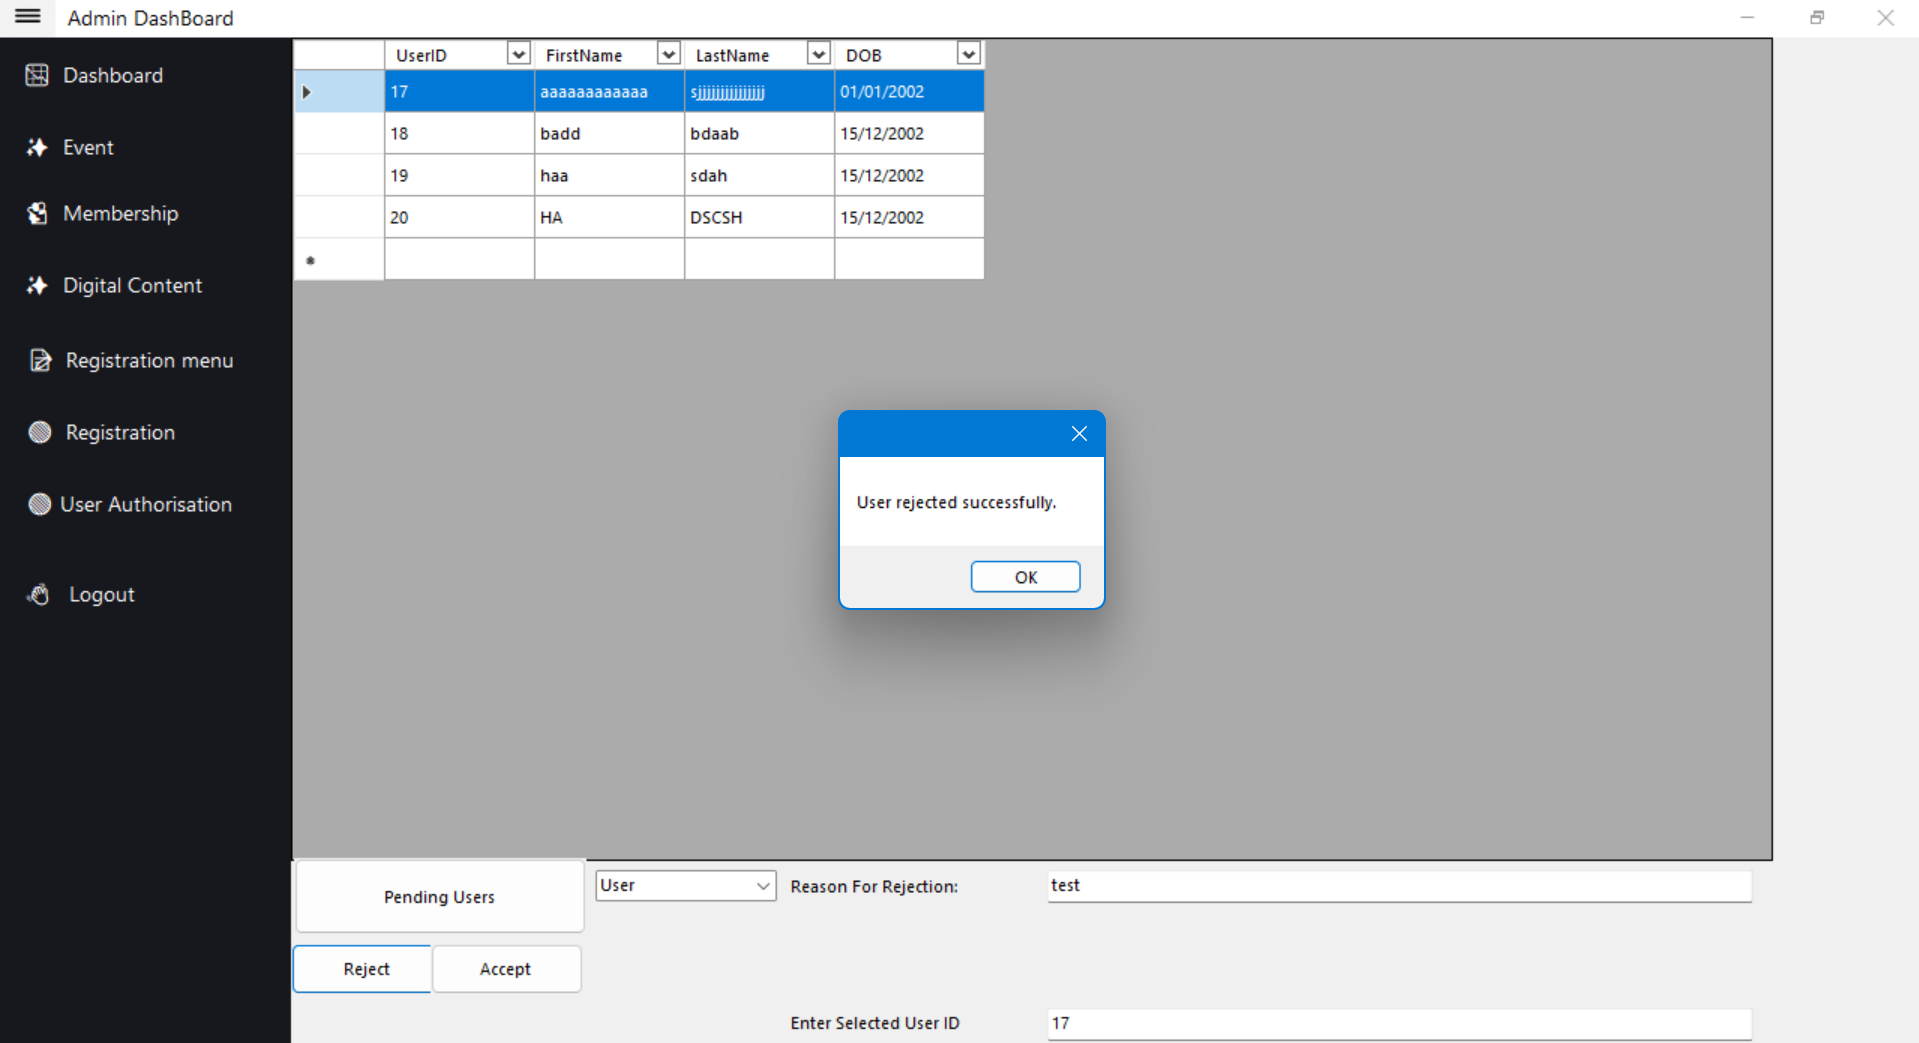 Admin DashBoard
Dashboard
Event
Membership
Digital Content
Registration menu
Registration
User Authorisation
Logout
UserID FirstName LastName DOB
17 aaaaaaaaaaaa 01/01/2002
18 badd bdaab 15/12/2002
19 haa sdah 15/12/2002
20 HA DSCSH 15/12/2002
User rejected successfully.
OK
Pending Users
User
Reason For Rejection:
test
Reject
Accept
Enter Selected User ID
17